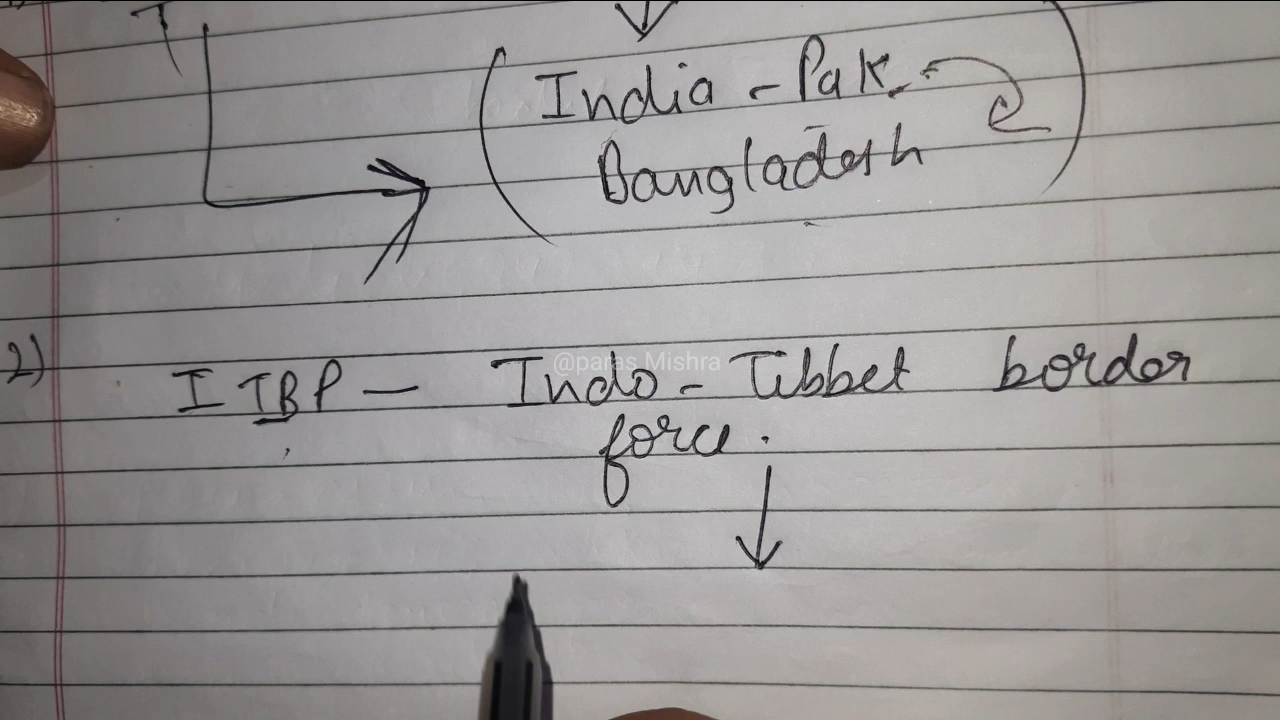 India - Pak.
Bangladesh
2) ITBP - Indo - Tibbet border
force.
@paras Mishra